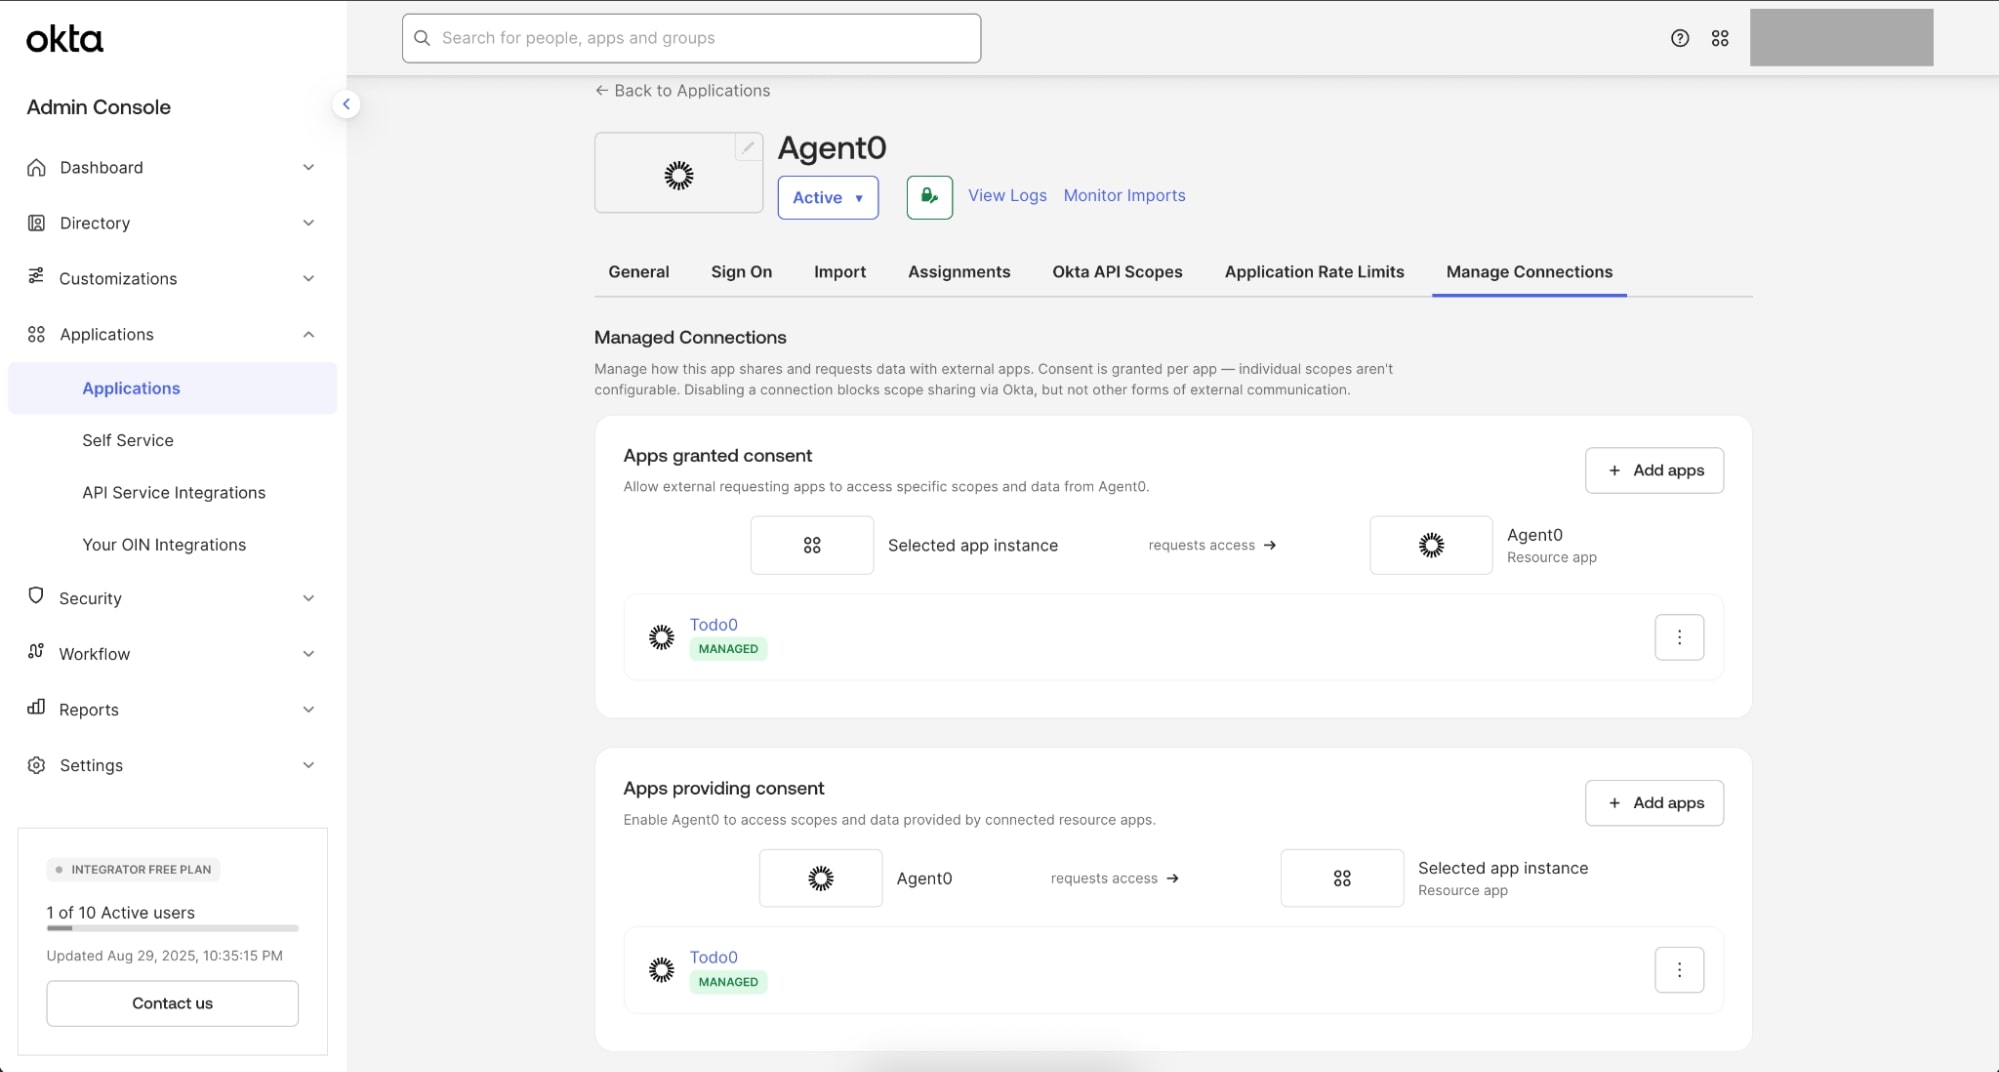 okta
Search for people, apps and groups
Admin Console
Dashboard
Directory
Customizations
Applications
Applications
Self Service
API Service Integrations
Your OIN Integrations
Security
Workflow
Reports
Settings
INTEGRATOR FREE PLAN
1 of 10 Active users
Updated Aug 29, 2025, 10:35:15 PM
Contact us
← Back to Applications
Agent0
Active ▾
View Logs
Monitor Imports
General
Sign On
Import
Assignments
Okta API Scopes
Application Rate Limits
Manage Connections
Managed Connections
Manage how this app shares and requests data with external apps. Consent is granted per app — individual scopes aren't
configurable. Disabling a connection blocks scope sharing via Okta, but not other forms of external communication.
Apps granted consent
+ Add apps
Allow external requesting apps to access specific scopes and data from Agent0.
Selected app instance
requests access →
Agent0
Resource app
Todo0
MANAGED
Apps providing consent
+ Add apps
Enable Agent0 to access scopes and data provided by connected resource apps.
Agent0
requests access →
Selected app instance
Resource app
Todo0
MANAGED